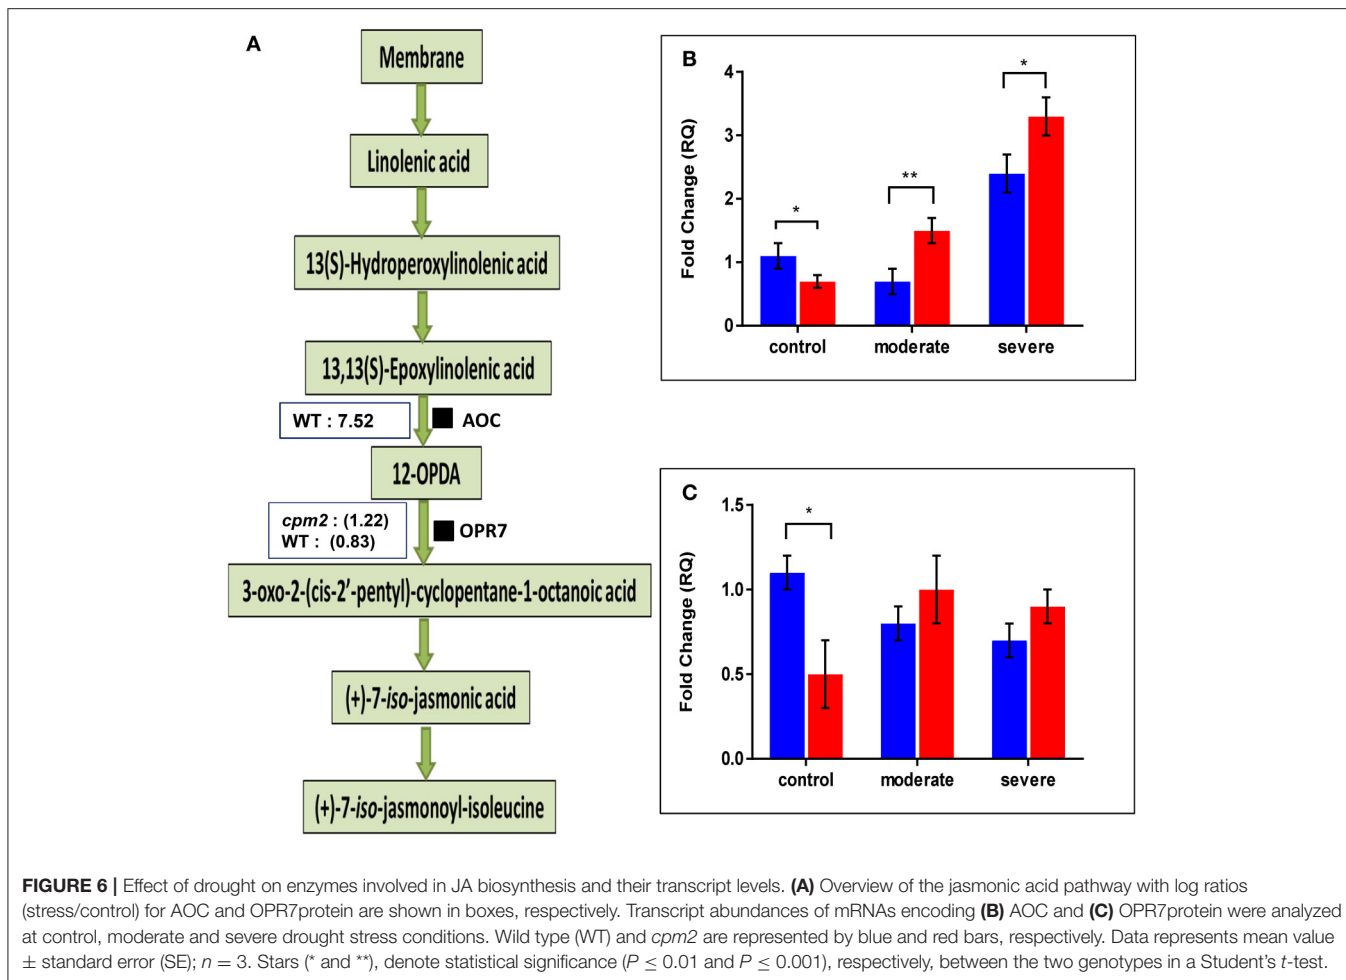 A
Membrane
Linolenic acid
13(S)-Hydroperoxylinolenic acid
13,13(S)-Epoxylinolenic acid
WT : 7.52
AOC
12-OPDA
cpm2 : (1.22)
WT : (0.83)
OPR7
3-oxo-2-(cis-2′-pentyl)-cyclopentane-1-octanoic acid
(+)-7-iso-jasmonic acid
(+)-7-iso-jasmonoyl-isoleucine
B
Fold Change (RQ)
4
3
2
1
0
*
**
*
control moderate severe
C
Fold Change (RQ)
1.5
1.0
0.5
0.0
*
control moderate severe
FIGURE 6 | Effect of drought on enzymes involved in JA biosynthesis and their transcript levels. (A) Overview of the jasmonic acid pathway with log ratios
(stress/control) for AOC and OPR7protein are shown in boxes, respectively. Transcript abundances of mRNAs encoding (B) AOC and (C) OPR7protein were analyzed
at control, moderate and severe drought stress conditions. Wild type (WT) and cpm2 are represented by blue and red bars, respectively. Data represents mean value
± standard error (SE); n = 3. Stars (* and **), denote statistical significance (P ≤ 0.01 and P ≤ 0.001), respectively, between the two genotypes in a Student's t-test.